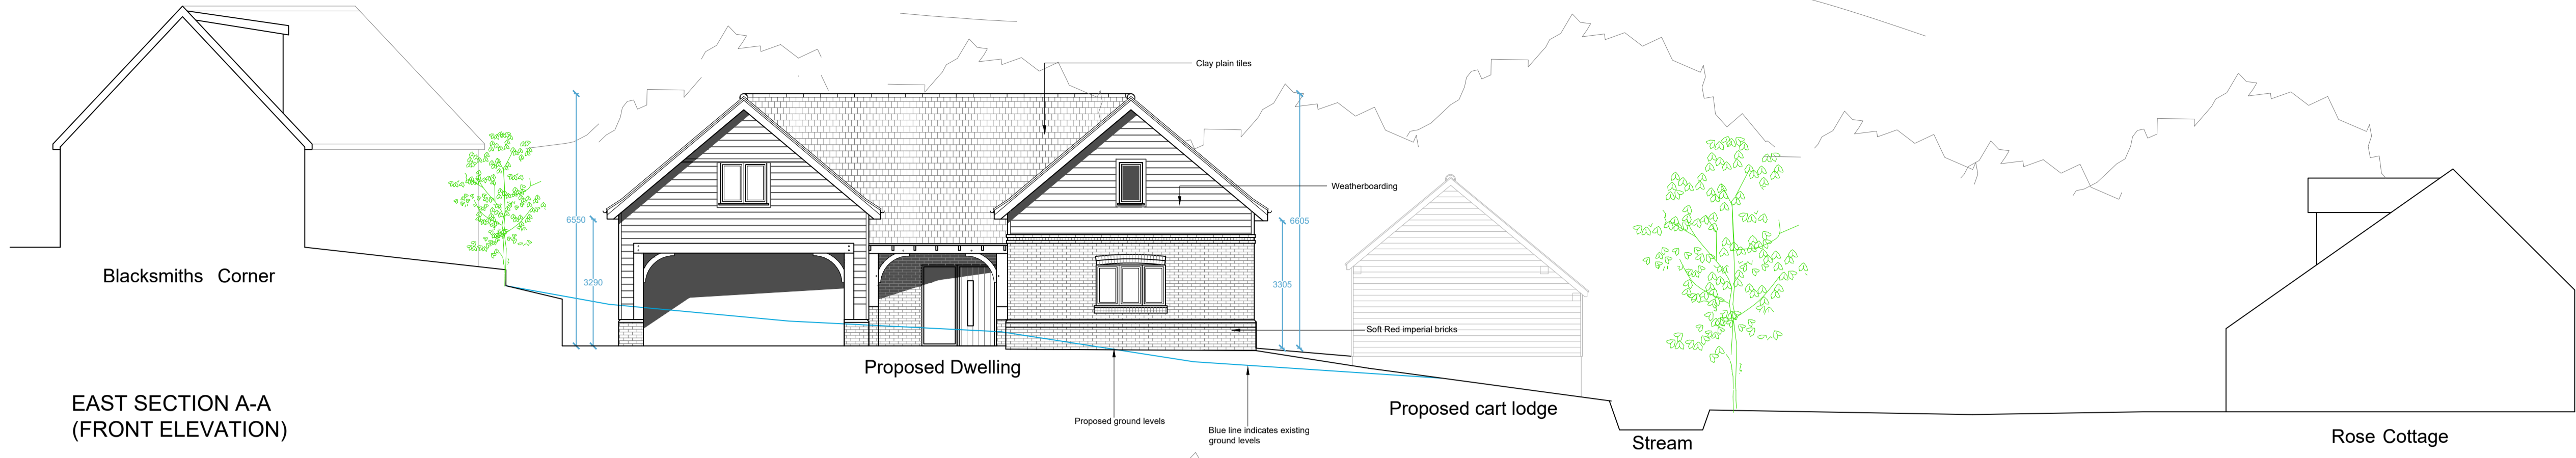 Clay plain tiles
Weatherboarding
6550
6605
3290
3305
Blacksmiths Corner
Soft Red imperial bricks
Proposed Dwelling
EAST SECTION A-A
(FRONT ELEVATION)
Proposed cart lodge
Proposed ground levels
Blue line indicates existing
ground levels
Stream
Rose Cottage